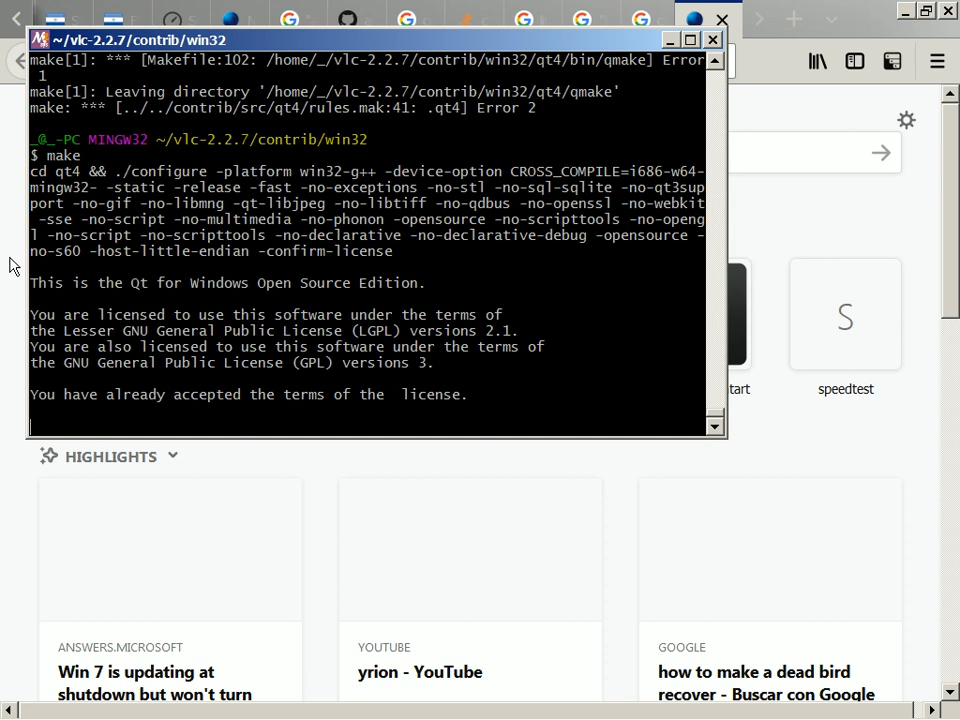 ~/vlc-2.2.7/contrib/win32
make[1]: *** [Makefile:102: /home/_/vlc-2.2.7/contrib/win32/qt4/bin/qmake] Error
1
make[1]: Leaving directory '/home/_/vlc-2.2.7/contrib/win32/qt4/qmake'
make: *** [../../contrib/src/qt4/rules.mak:41: .qt4] Error 2
_@_-PC MINGW32 ~/vlc-2.2.7/contrib/win32
$ make
cd qt4 && ./configure -platform win32-g++ -device-option CROSS_COMPILE=i686-w64-
mingw32- -static -release -fast -no-exceptions -no-stl -no-sql-sqlite -no-qt3sup
port -no-gif -no-libmng -qt-libjpeg -no-libtiff -no-qdbus -no-openssl -no-webkit
-sse -no-script -no-multimedia -no-phonon -opensource -no-scripttools -no-openg
l -no-script -no-scripttools -no-declarative -no-declarative-debug -opensource -
no-s60 -host-little-endian -confirm-license
This is the Qt for Windows Open Source Edition.
You are licensed to use this software under the terms of
the Lesser GNU General Public License (LGPL) versions 2.1.
You are also licensed to use this software under the terms of
the GNU General Public License (GPL) versions 3.
You have already accepted the terms of the  license.
S
tart
speedtest
HIGHLIGHTS
ANSWERS.MICROSOFT
Win 7 is updating at
shutdown but won't turn
YOUTUBE
yrion - YouTube
GOOGLE
how to make a dead bird
recover - Buscar con Google